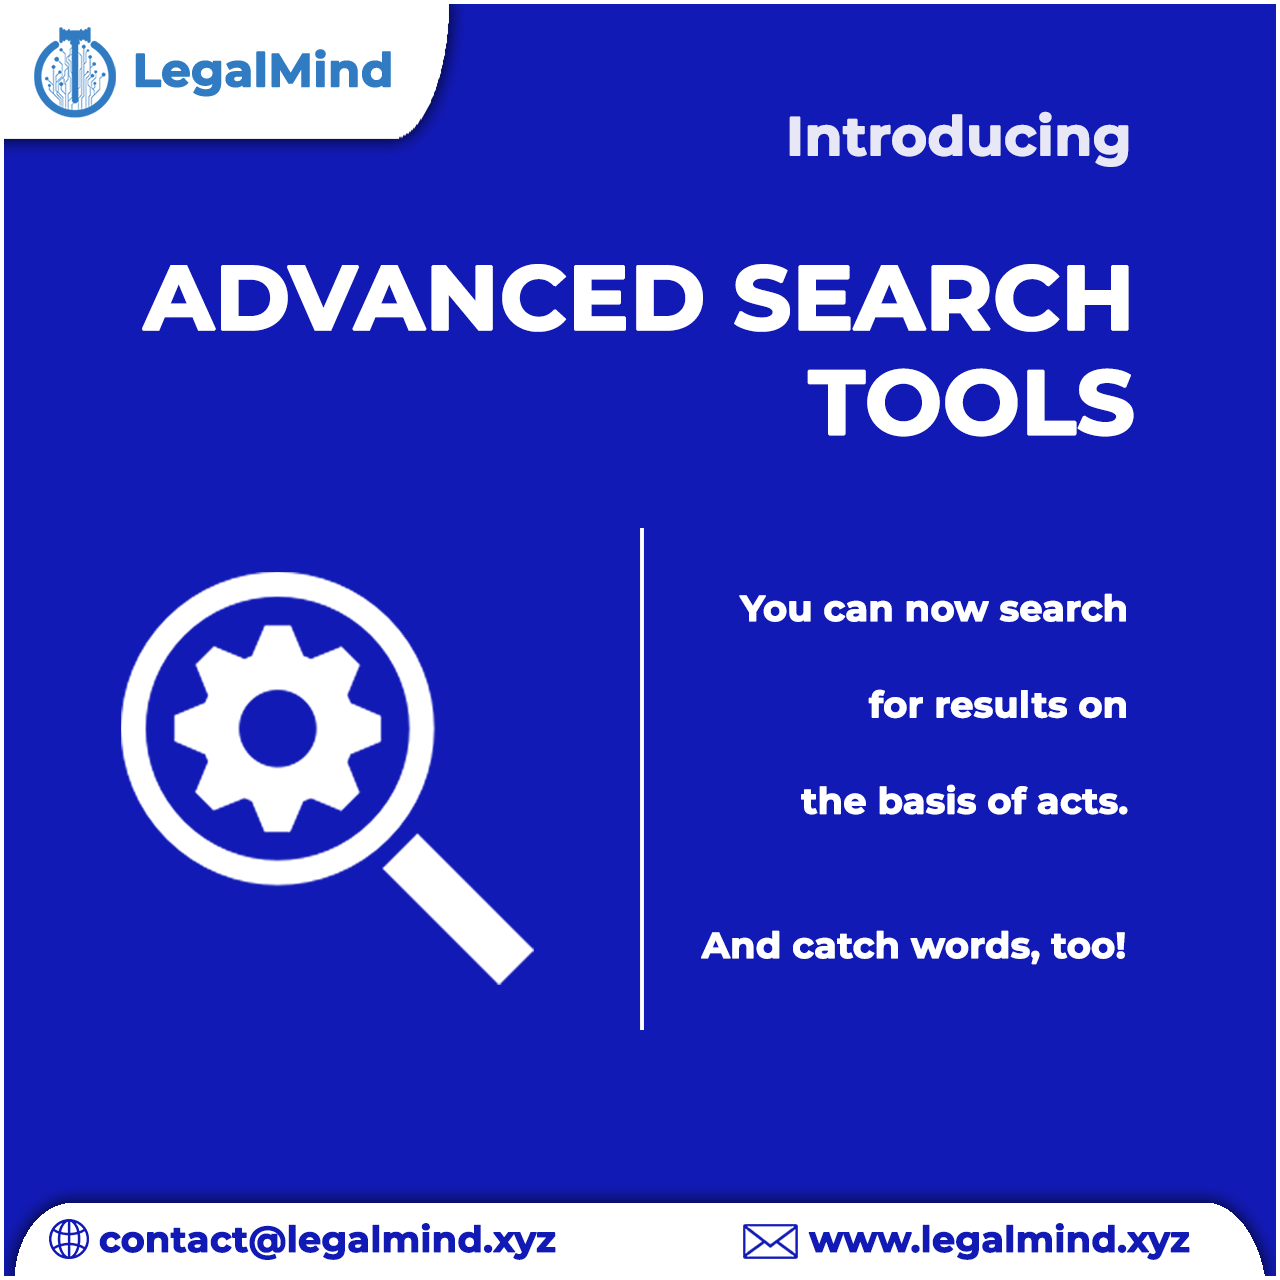 LegalMind
Introducing
ADVANCED SEARCH
TOOLS
You can now search
for results on
the basis of acts.
And catch words, too!
contact@legalmind.xyz
www.legalmind.xyz